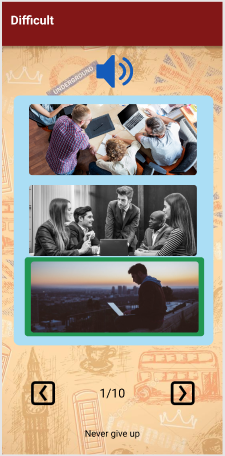 Difficult
UNDERGROUND
1/10
Never give up